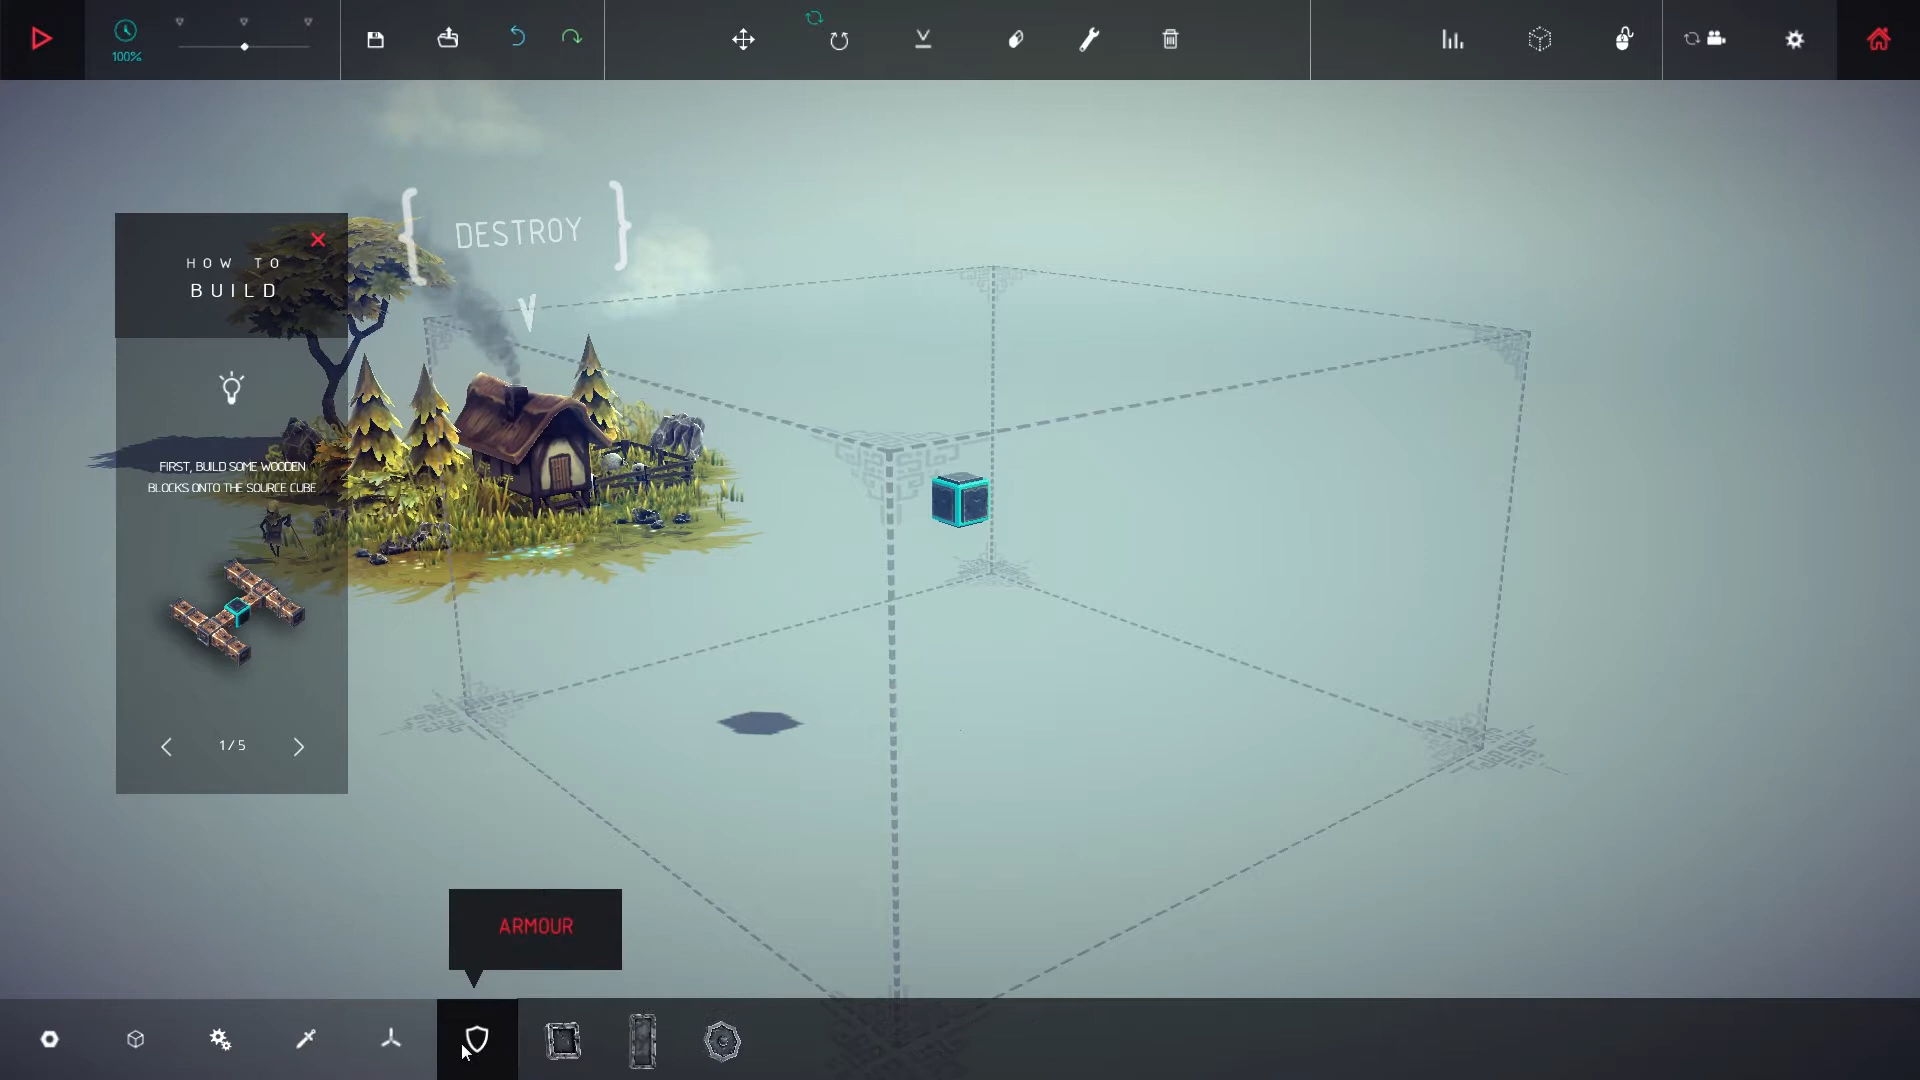 100%
DESTROY
HOW TO
BUILD
FIRST, BUILD SOME WOODEN
BLOCKS ONTO THE SOURCE CUBE
1/5
ARMOUR